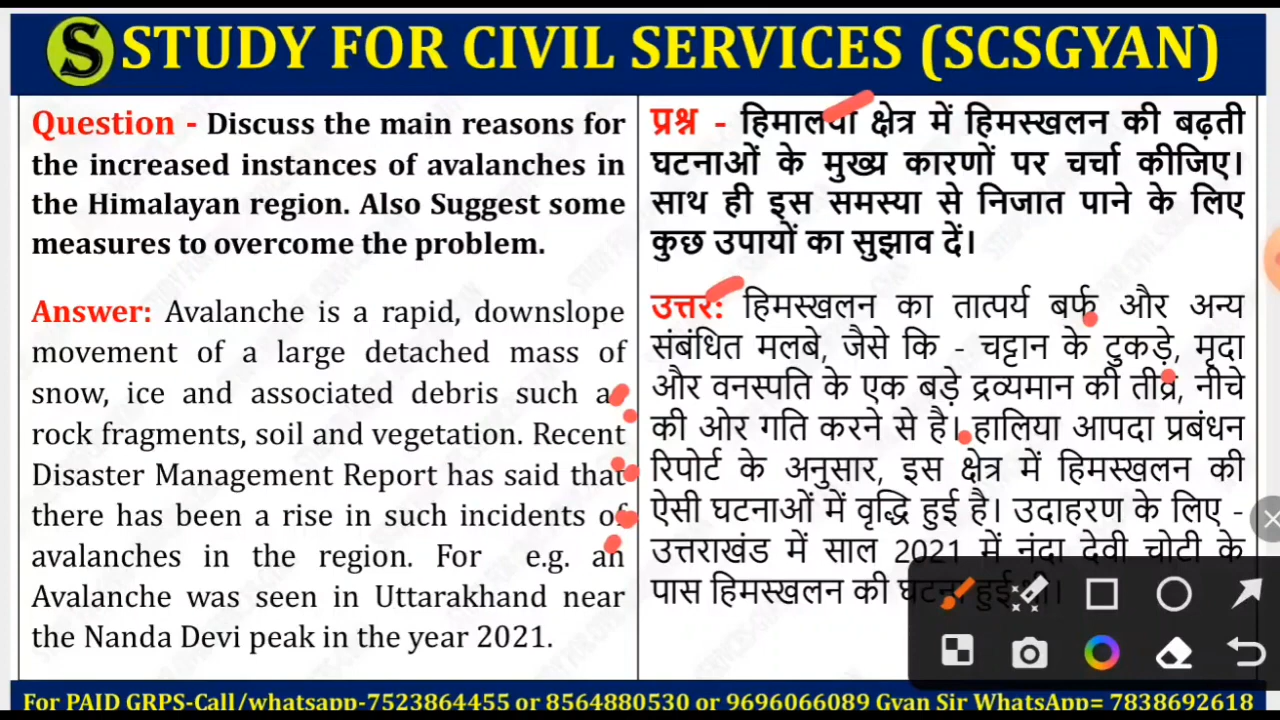 S STUDY FOR CIVIL SERVICES (SCSGYAN)
Question - Discuss the main reasons for
the increased instances of avalanches in
the Himalayan region. Also Suggest some
measures to overcome the problem.
Answer: Avalanche is a rapid, downslope
movement of a large detached mass of
snow, ice and associated debris such as
rock fragments, soil and vegetation. Recent
Disaster Management Report has said that
there has been a rise in such incidents of
avalanches in the region. For e.g. an
Avalanche was seen in Uttarakhand near
the Nanda Devi peak in the year 2021.
प्रश्न - हिमालयी क्षेत्र में हिमस्खलन की बढ़ती
घटनाओं के मुख्य कारणों पर चर्चा कीजिए।
साथ ही इस समस्या से निजात पाने के लिए
कुछ उपायों का सुझाव दें।
उत्तर: हिमस्खलन का तात्पर्य बर्फ और अन्य
संबंधित मलबे, जैसे कि - चट्टान के टुकड़े, मृदा
और वनस्पति के एक बड़े द्रव्यमान की तीव्र, नीचे
की ओर गति करने से है। हालिया आपदा प्रबंधन
रिपोर्ट के अनुसार, इस क्षेत्र में हिमस्खलन की
ऐसी घटनाओं में वृद्धि हुई है। उदाहरण के लिए -
उत्तराखंड में साल 2021 में नंदा देवी चोटी के
पास हिमस्खलन की घटना हुई थी।
For PAID GRPS-Call/whatsapp-7523864455 or 8564880530 or 9696066089 Gyan Sir WhatsApp= 7838692618